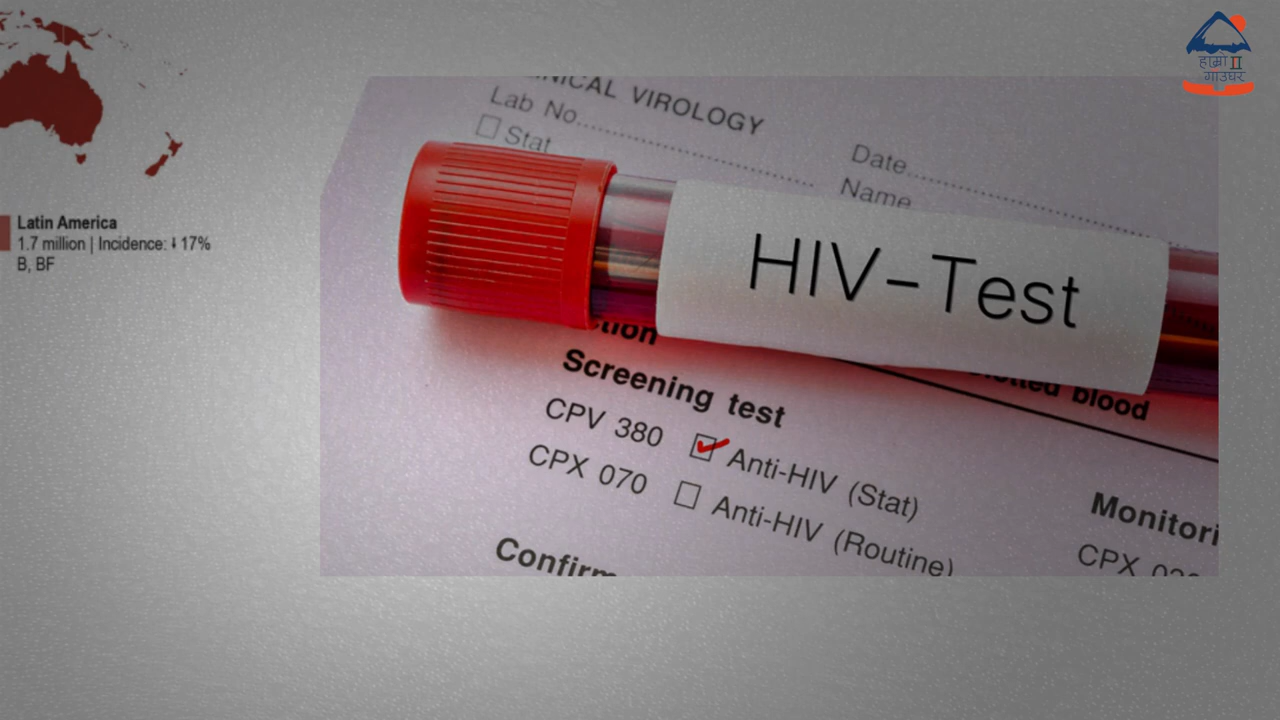 हाम्रो
गाउँघर
Latin America
1.7 million | Incidence: ⬇17%
B, BF
CLINICAL VIROLOGY
Lab No
Stat
Date
Name
HIV-Test
Screening test
CPV 380 Anti-HIV (Stat)
CPX 070 Anti-HIV (Routine)
blood
Monitori
CPX
Confirm